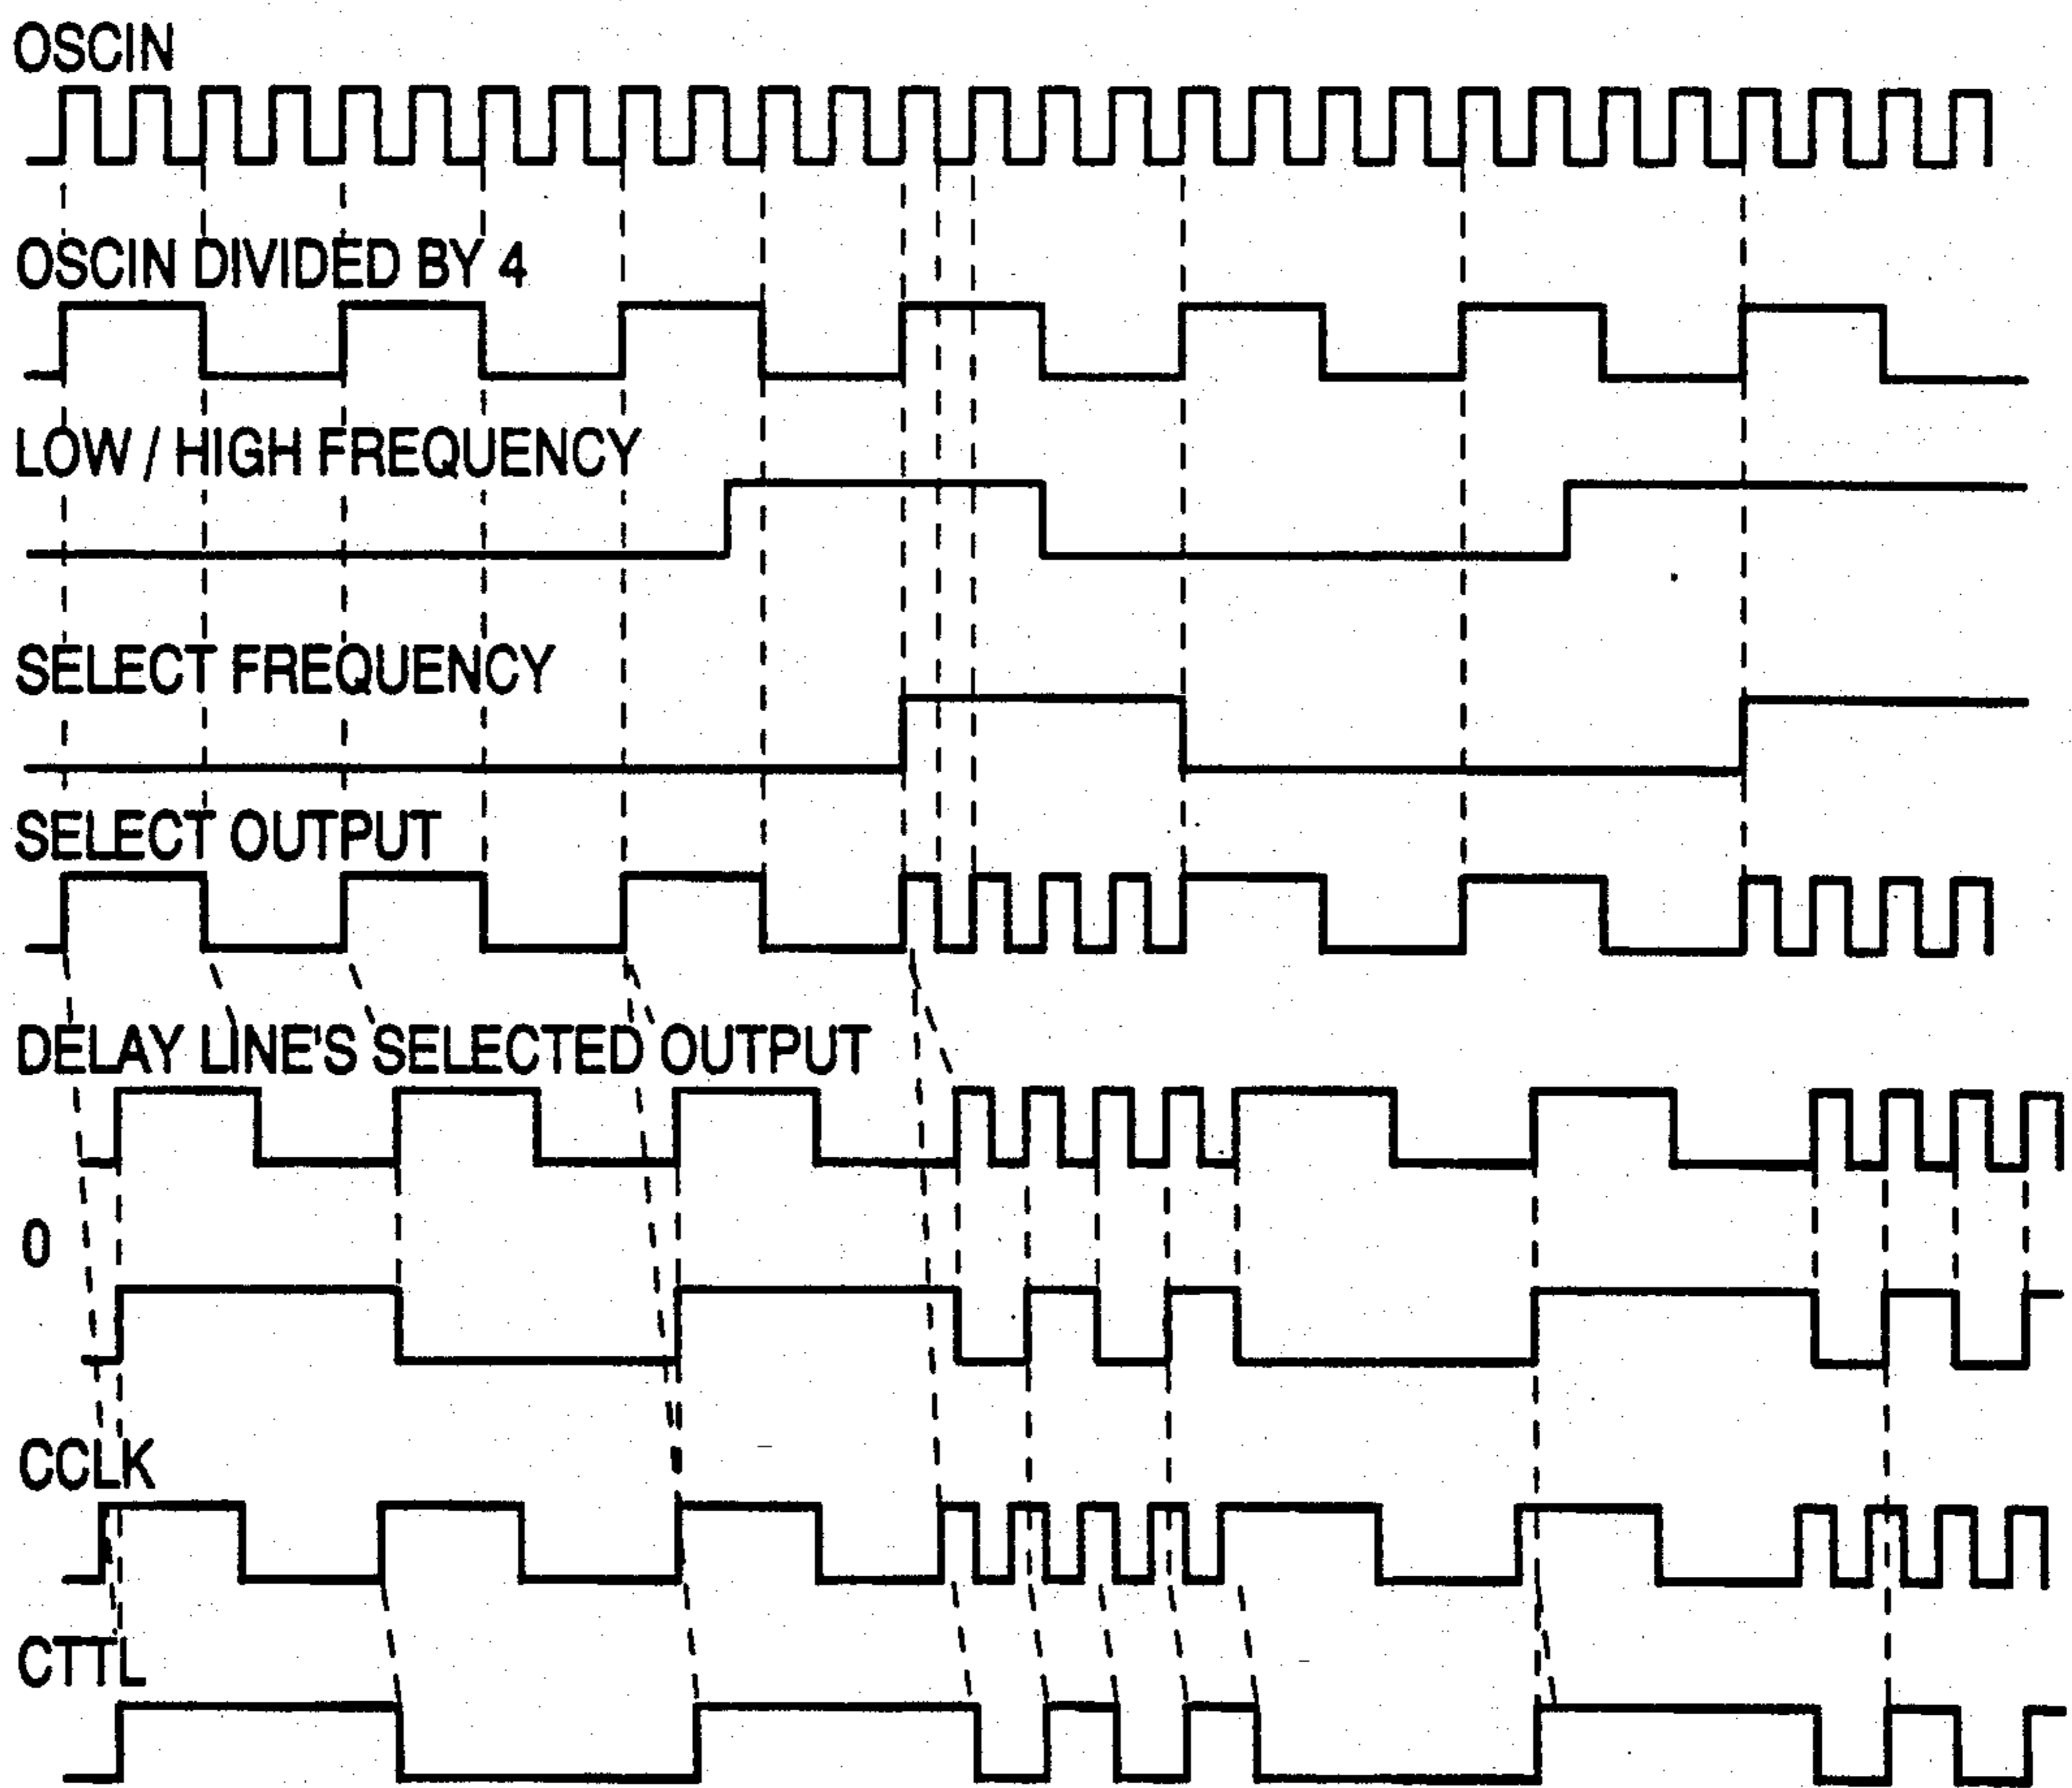 OSCIN
OSCIN DIVIDED BY 4
LOW / HIGH FREQUENCY
SELECT FREQUENCY
SELECT OUTPUT
DELAY LINE'S SELECTED OUTPUT
0
CCLK
CTTL